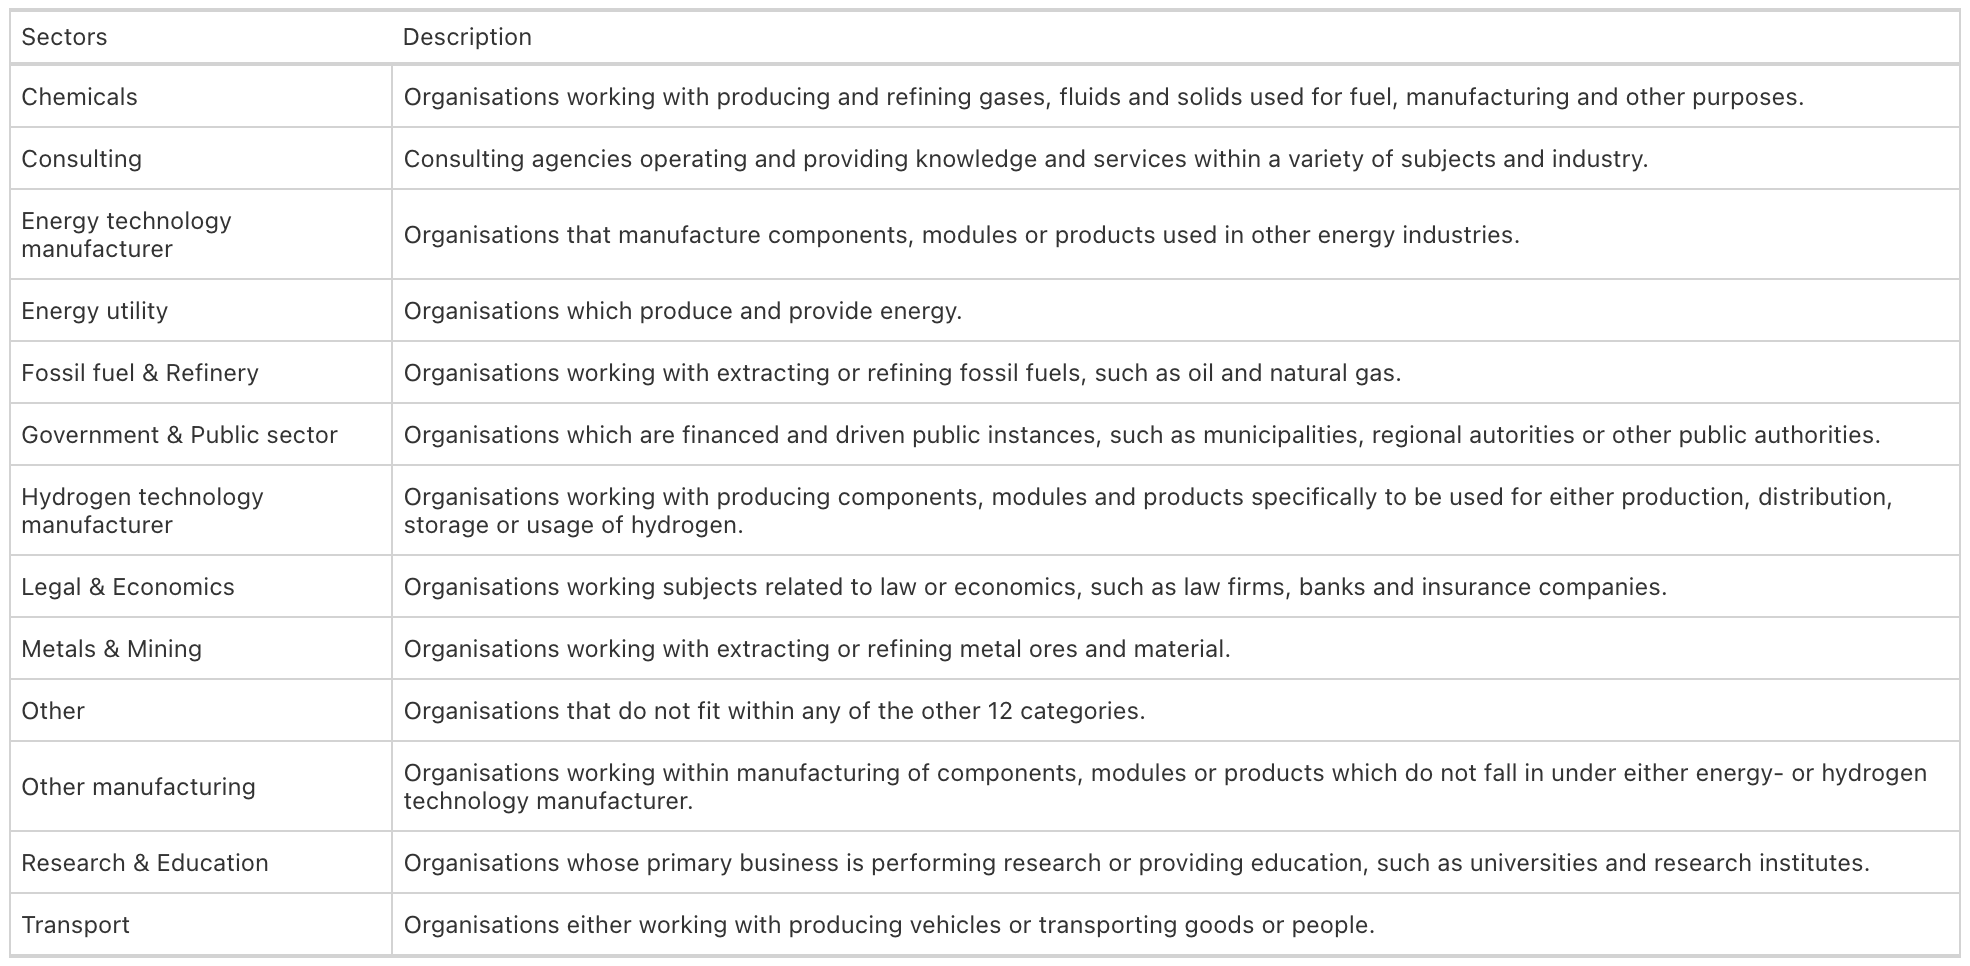 Sectors Description
Chemicals Organisations working with producing and refining gases, fluids and solids used for fuel, manufacturing and other purposes.
Consulting Consulting agencies operating and providing knowledge and services within a variety of subjects and industry.
Energy technology
manufacturer
Organisations that manufacture components, modules or products used in other energy industries.
Energy utility Organisations which produce and provide energy.
Fossil fuel & Refinery Organisations working with extracting or refining fossil fuels, such as oil and natural gas.
Government & Public sector Organisations which are financed and driven public instances, such as municipalities, regional autorities or other public authorities.
Hydrogen technology
manufacturer
Organisations working with producing components, modules and products specifically to be used for either production, distribution,
storage or usage of hydrogen.
Legal & Economics Organisations working subjects related to law or economics, such as law firms, banks and insurance companies.
Metals & Mining Organisations working with extracting or refining metal ores and material.
Other Organisations that do not fit within any of the other 12 categories.
Other manufacturing
Organisations working within manufacturing of components, modules or products which do not fall in under either energy- or hydrogen
technology manufacturer.
Research & Education Organisations whose primary business is performing research or providing education, such as universities and research institutes.
Transport Organisations either working with producing vehicles or transporting goods or people.